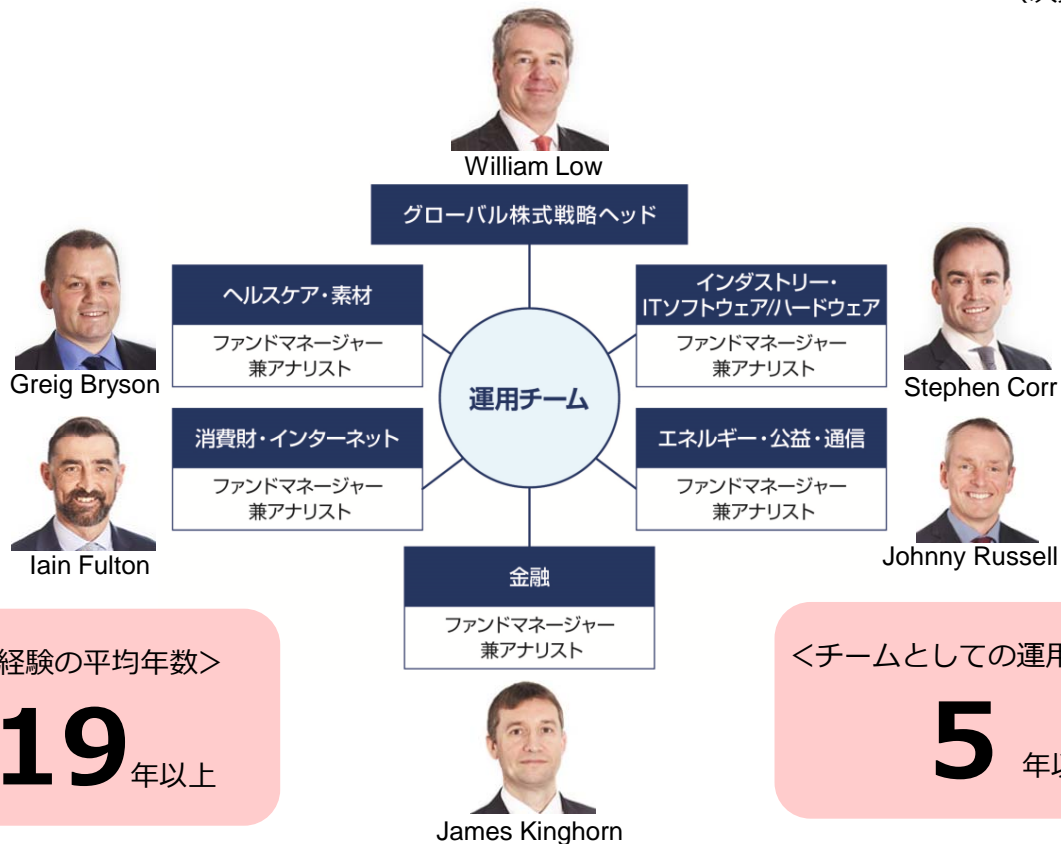 William Low
グローバル株式戦略ヘッド
ヘルスケア・素材
ファンドマネージャー
兼アナリスト
Greig Bryson
インダストリー・
ITソフトウェア/ハードウェア
ファンドマネージャー
兼アナリスト
Stephen Corr
運用チーム
消費財・インターネット
ファンドマネージャー
兼アナリスト
Iain Fulton
エネルギー・公益・通信
ファンドマネージャー
兼アナリスト
Johnny Russell
金融
ファンドマネージャー
兼アナリスト
James Kinghorn
経験の平均年数>
19年以上
<チームとしての運用
5 年